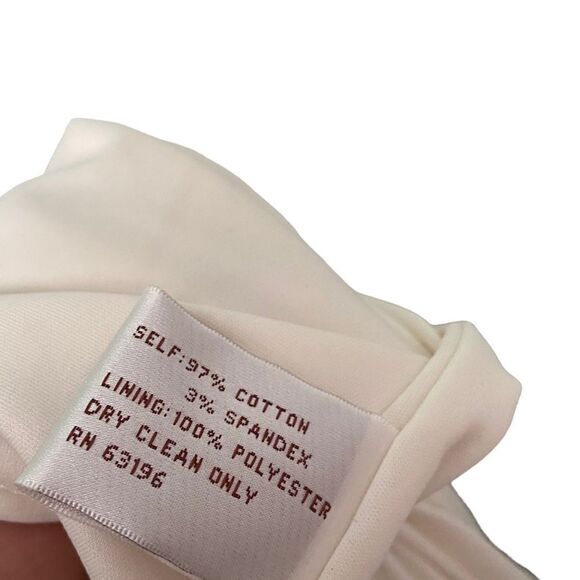 SELF:97% COTTON
3% SPANDEX
LINING:100% POLYESTER
DRY CLEAN ONLY
RN 63196